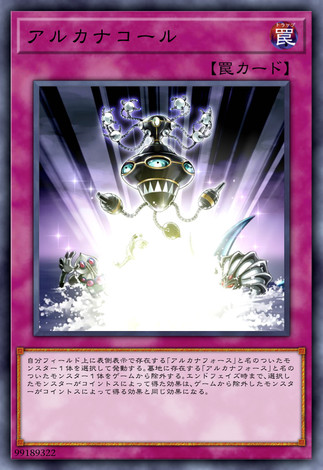 アルカナコール
トラップ
罠
【罠カード】
自分フィールド上に表側表示で存在する「アルカナフォース」と名のついたモ
ンスター１体を選択して発動する。墓地に存在する「アルカナフォース」と名の
ついたモンスター１体をゲームから除外する。エンドフェイズ時まで、選択
したモンスターがコイントスによって得た効果は、ゲームから除外したモンスタ
ーがコイントスによって得る効果と同じ効果になる。
99189322